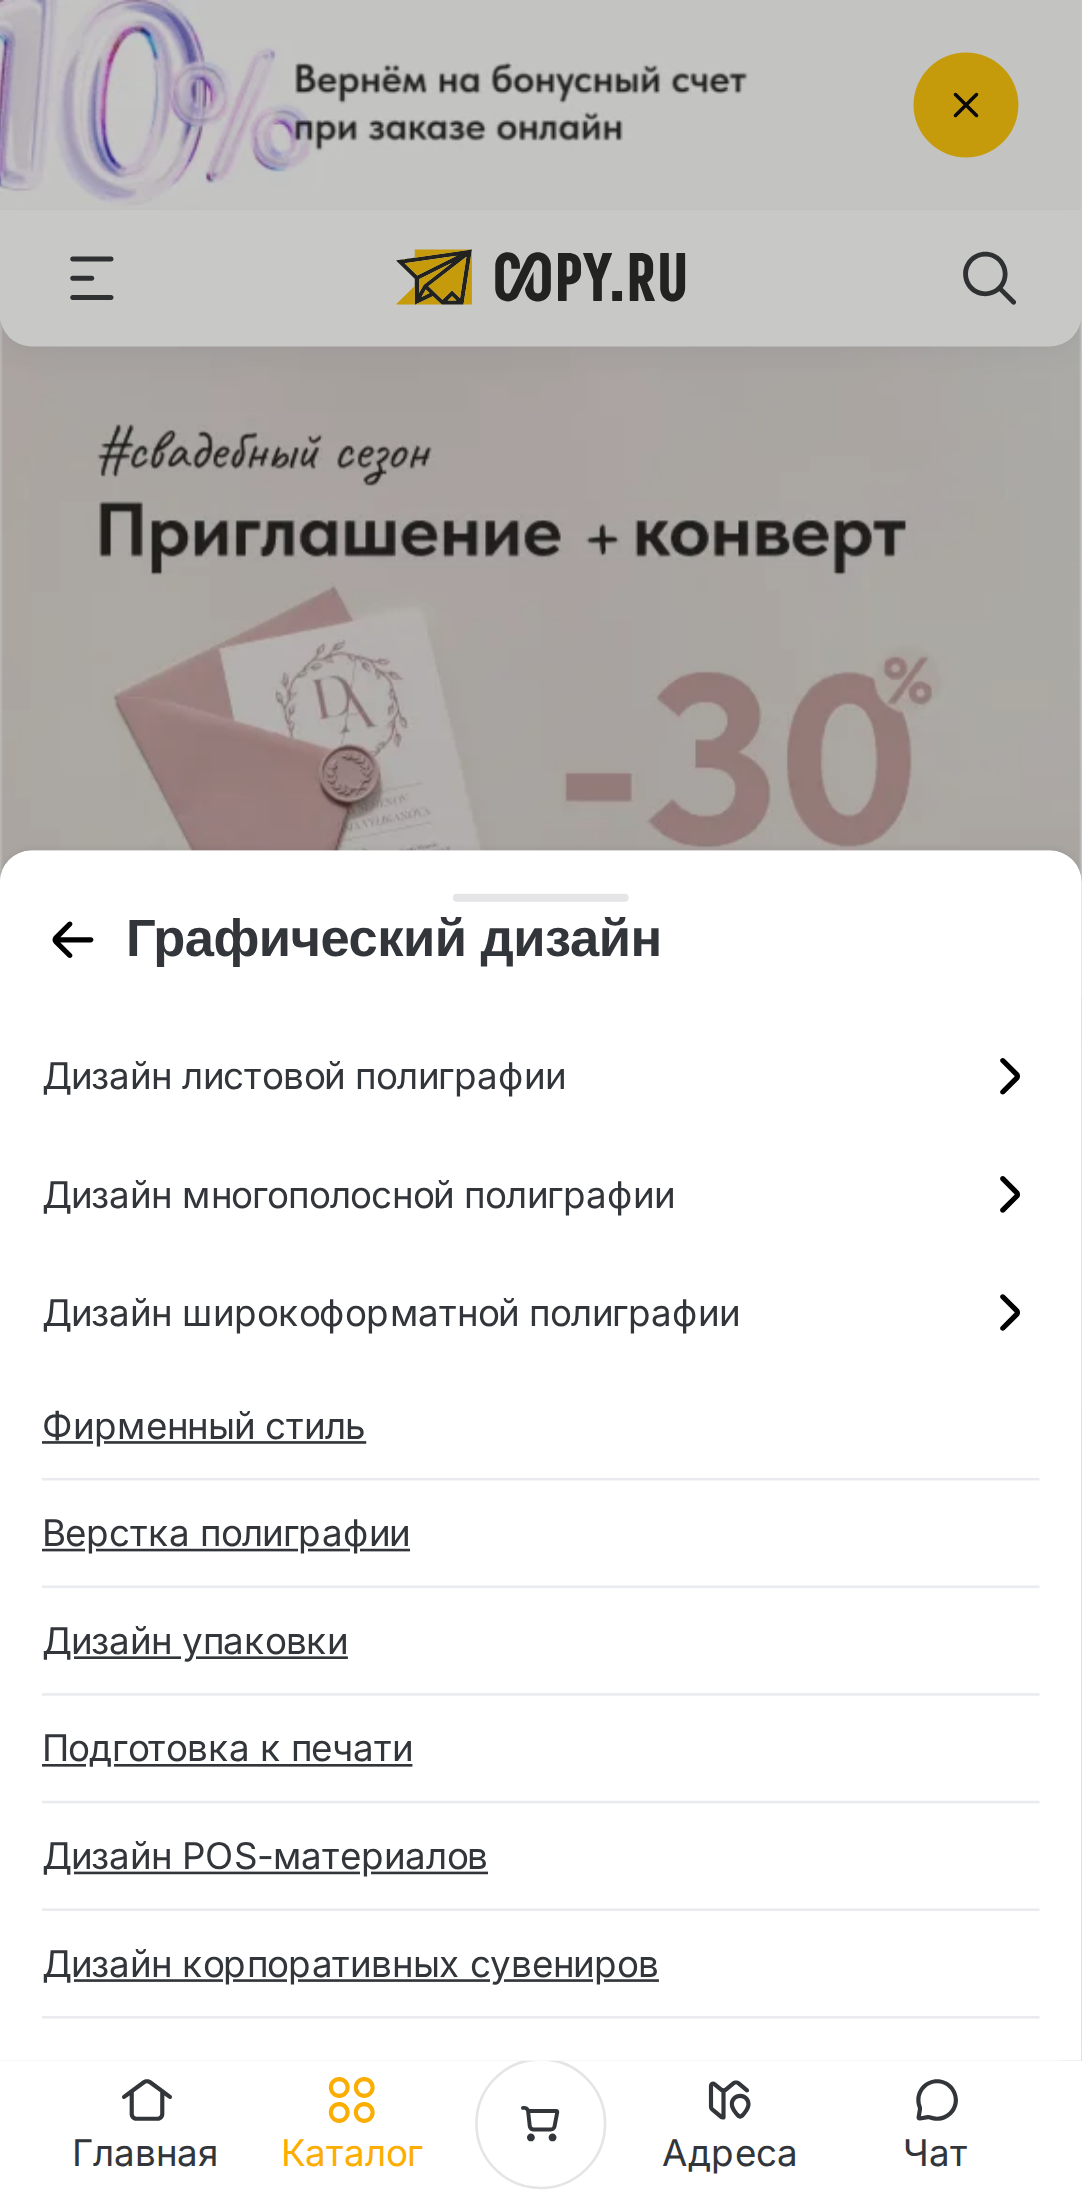 10%
Вернём на бонусный счет
при заказе онлайн
COPY.RU
#свадебный сезон
Приглашение + конверт
DA
-30%
Графический дизайн
Дизайн листовой полиграфии
Дизайн многополосной полиграфии
Дизайн широкоформатной полиграфии
Фирменный стиль
Верстка полиграфии
Дизайн упаковки
Подготовка к печати
Дизайн POS-материалов
Дизайн корпоративных сувениров
Главная
Каталог
Адреса
Чат